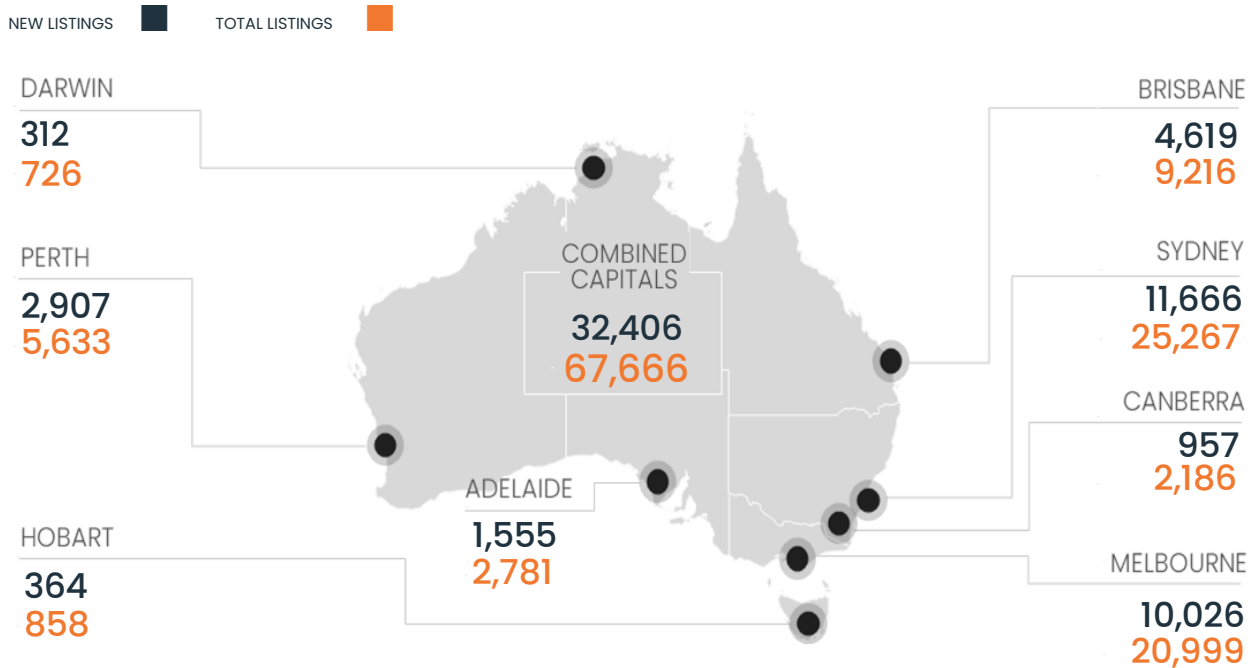 NEW LISTINGS
TOTAL LISTINGS
DARWIN
312
726
PERTH
2,907
5,633
HOBART
364
858
COMBINED
CAPITALS
32,406
67,666
ADELAIDE
1,555
2,781
BRISBANE
4,619
9,216
SYDNEY
11,666
25,267
CANBERRA
957
2,186
MELBOURNE
10,026
20,999